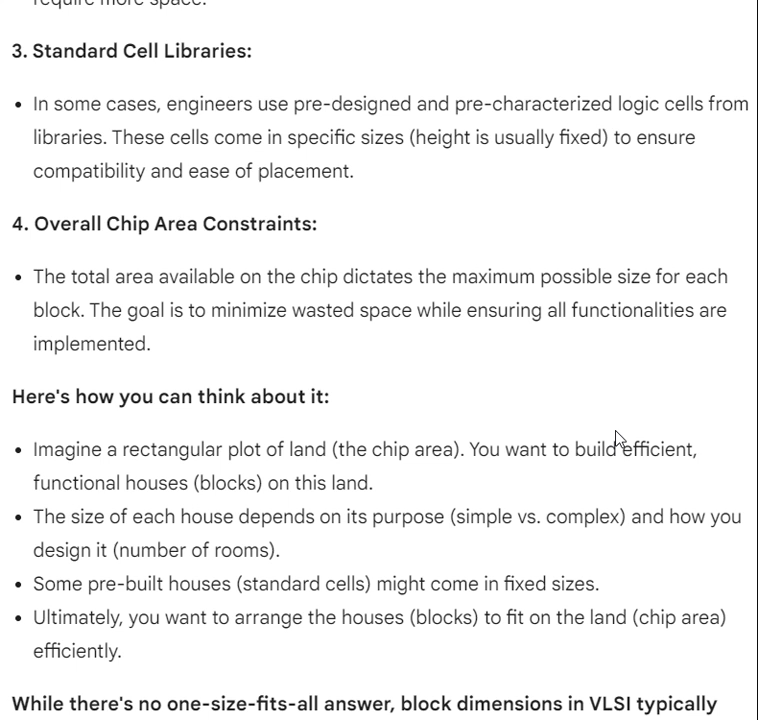 require more space.
3. Standard Cell Libraries:
• In some cases, engineers use pre-designed and pre-characterized logic cells from
libraries. These cells come in specific sizes (height is usually fixed) to ensure
compatibility and ease of placement.
4. Overall Chip Area Constraints:
• The total area available on the chip dictates the maximum possible size for each
block. The goal is to minimize wasted space while ensuring all functionalities are
implemented.
Here's how you can think about it:
• Imagine a rectangular plot of land (the chip area). You want to build efficient,
functional houses (blocks) on this land.
• The size of each house depends on its purpose (simple vs. complex) and how you
design it (number of rooms).
• Some pre-built houses (standard cells) might come in fixed sizes.
• Ultimately, you want to arrange the houses (blocks) to fit on the land (chip area)
efficiently.
While there's no one-size-fits-all answer, block dimensions in VLSI typically